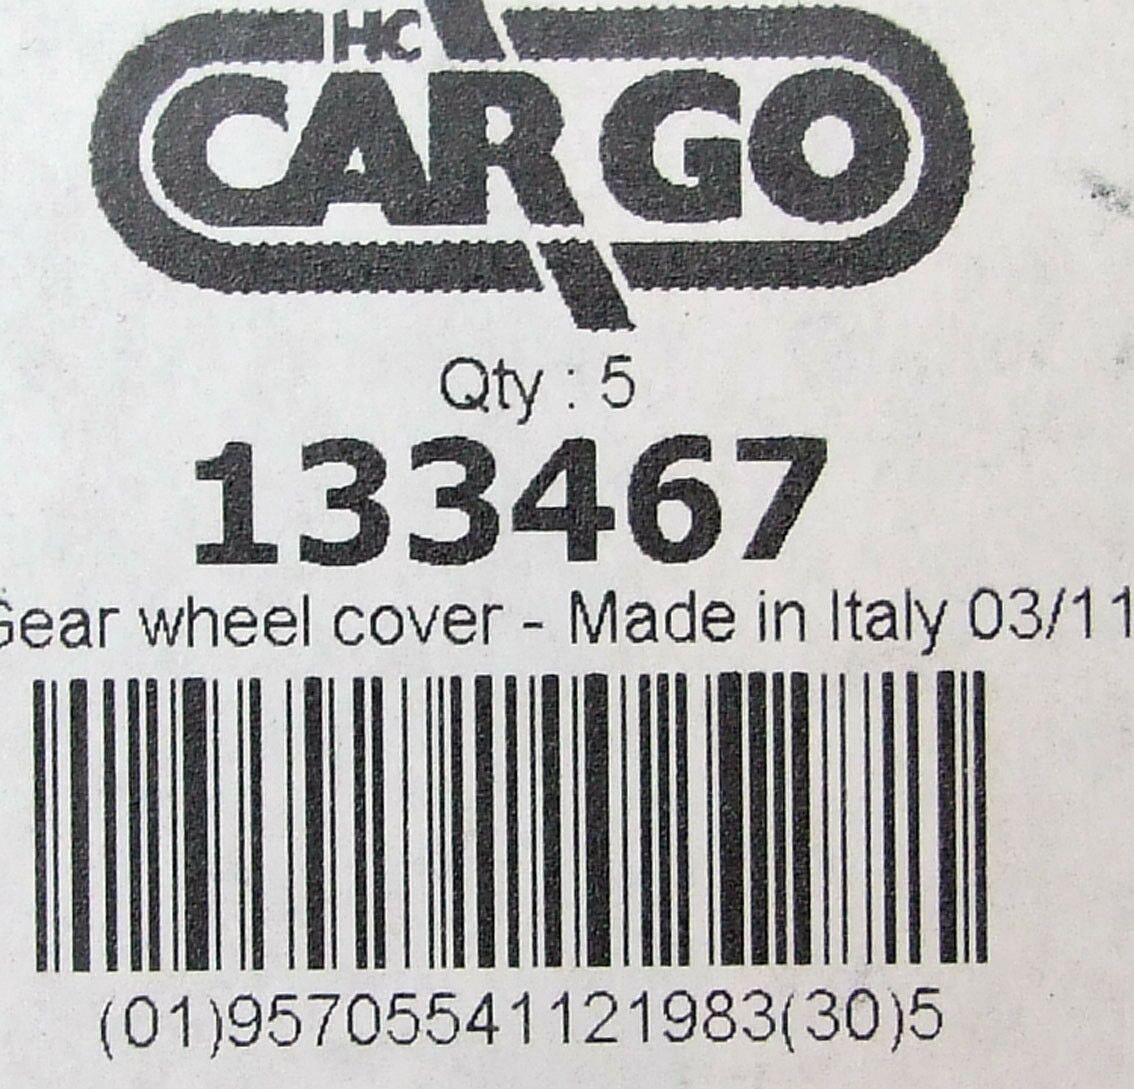 HC
CARGO
Qty : 5
133467
Gear wheel cover - Made in Italy 03/11
(01)95705541121983(30)5